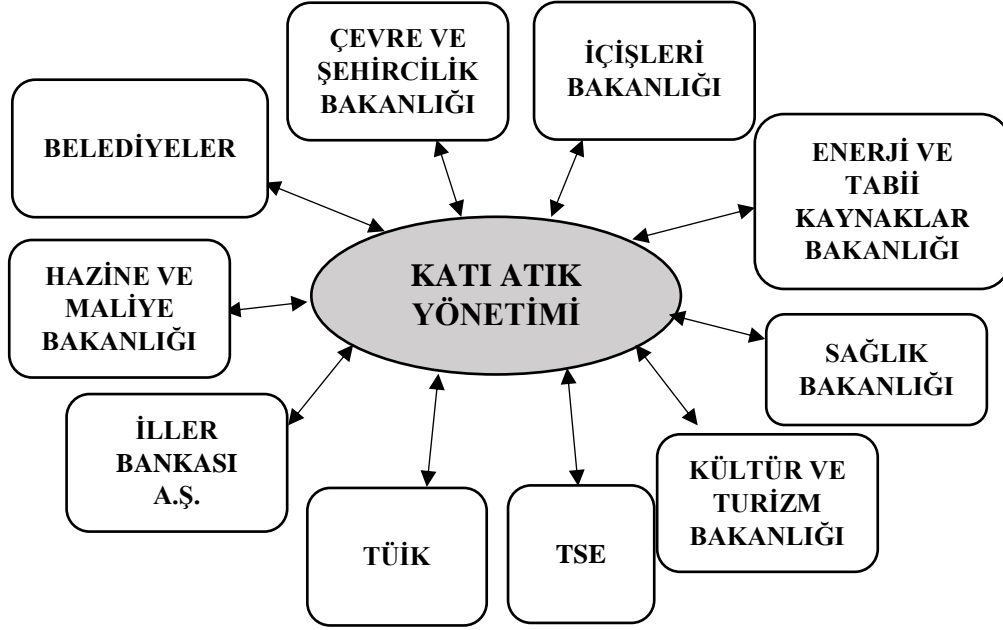 ÇEVRE VE
ŞEHİRCİLİK
BAKANLIĞI
İÇİŞLERİ
BAKANLIĞI
BELEDİYELER
ENERJİ VE
TABİİ
KAYNAKLAR
BAKANLIĞI
HAZİNE VE
MALİYE
BAKANLIĞI
KATI ATIK
YÖNETİMİ
SAĞLIK
BAKANLIĞI
İLLER
BANKASI
A.Ş.
TÜİK
TSE
KÜLTÜR VE
TURİZM
BAKANLIĞI